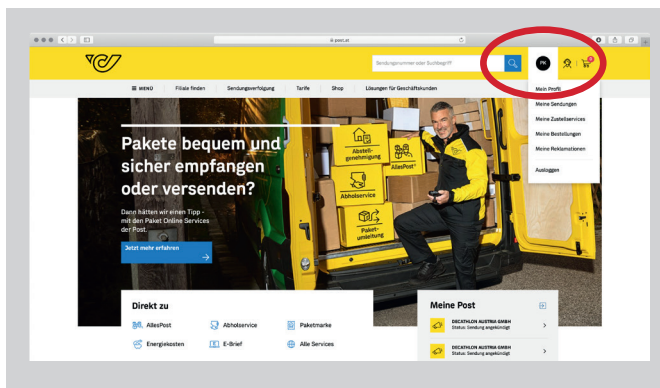 post.at
Sendungsnummer oder Suchbegriff
PK
MENÜ
Filiale finden
Sendungsverfolgung
Tarife
Shop
Lösungen für Geschäftskunden
Mein Profil
Meine Sendungen
Meine Zustellservices
Meine Bestellungen
Meine Reklamationen
Ausloggen
Pakete bequem und
sicher empfangen
oder versenden?
Dann hätten wir einen Tipp -
mit den Paket Online Services
der Post.
Jetzt mehr erfahren
Abstell-
genehmigung
AllesPost
Abholservice
Paket-
umleitung
Direkt zu
AllesPost
Abholservice
Paketmarke
Energiekosten
E-Brief
Alle Services
Meine Post
DECATHLON AUSTRIA GMBH
Status: Sendung angekündigt
DECATHLON AUSTRIA GMBH
Status: Sendung angekündigt